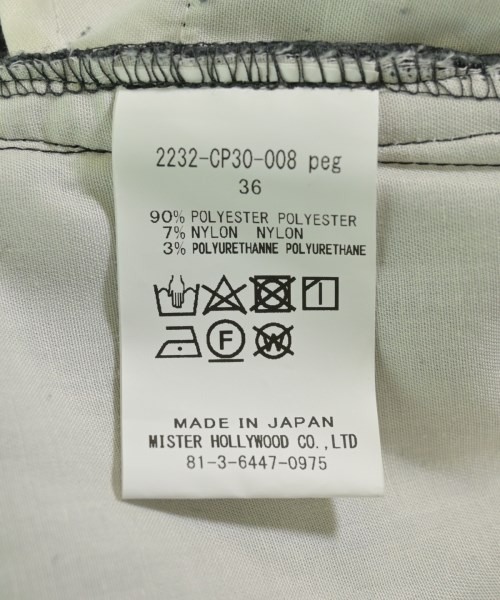 2232-CP30-008 peg
36
90% POLYESTER POLYESTER
7% NYLON NYLON
3% POLYURETHANNE POLYURETHANE
F W
MADE IN JAPAN
MISTER HOLLYWOOD CO.,LTD
81-3-6447-0975